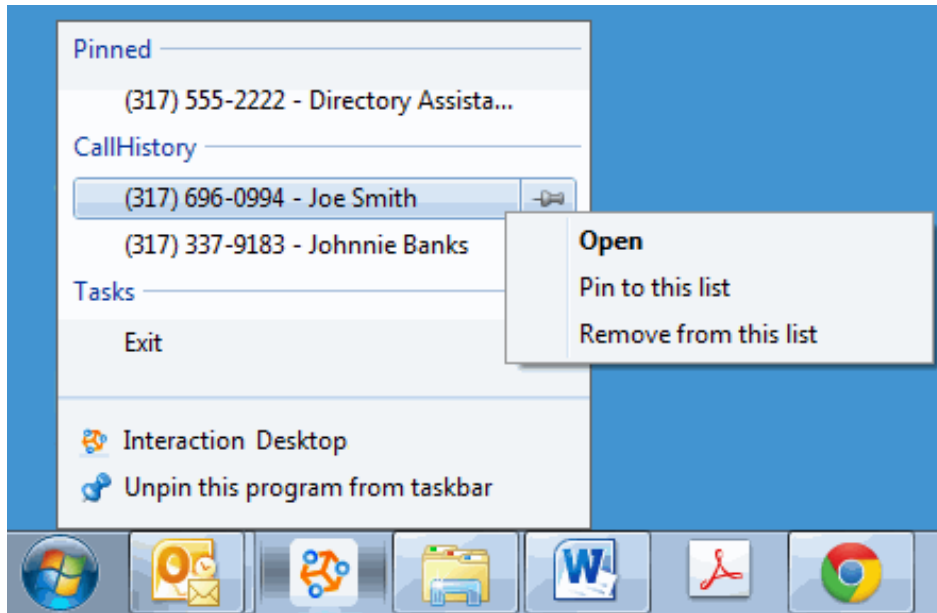 Pinned
(317) 555-2222 - Directory Assista...
CallHistory
(317) 696-0994 - Joe Smith
(317) 337-9183 - Johnnie Banks
Tasks
Exit
Interaction Desktop
Unpin this program from taskbar
Open
Pin to this list
Remove from this list